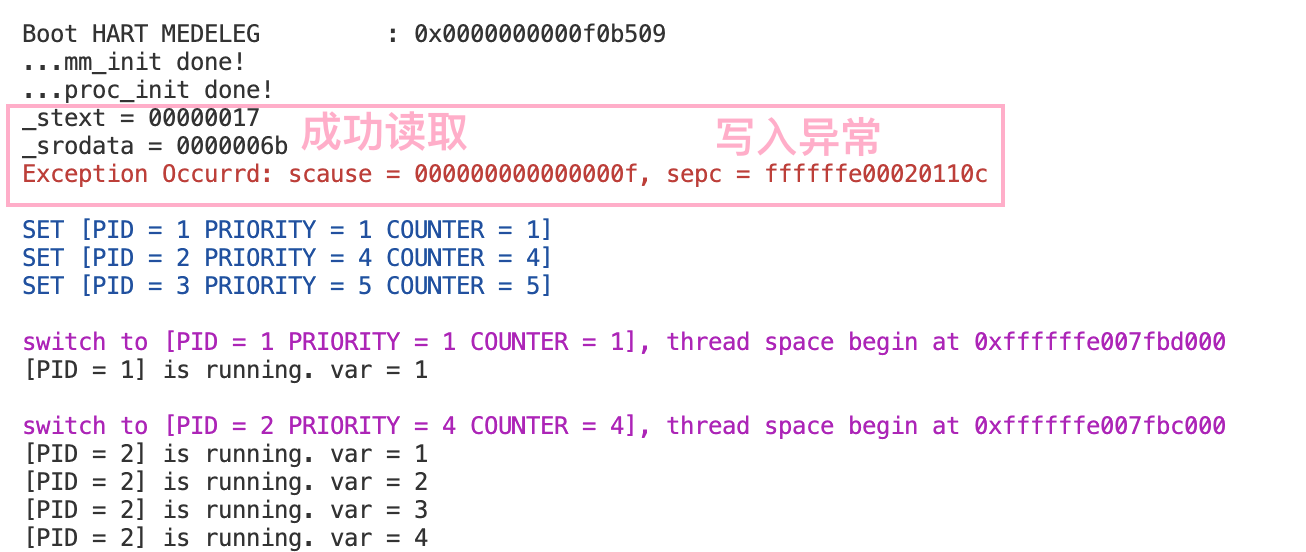 Boot HART MEDELEG         : 0x0000000000f0b509
...mm_init done!
...proc_init done!
_stext = 00000017
_srodata = 0000006b
成功读取
写入异常
Exception Occurrd: scause = 000000000000000f, sepc = ffffffe00020110c
SET [PID = 1 PRIORITY = 1 COUNTER = 1]
SET [PID = 2 PRIORITY = 4 COUNTER = 4]
SET [PID = 3 PRIORITY = 5 COUNTER = 5]
switch to [PID = 1 PRIORITY = 1 COUNTER = 1], thread space begin at 0xffffffe007fbd000
[PID = 1] is running. var = 1
switch to [PID = 2 PRIORITY = 4 COUNTER = 4], thread space begin at 0xffffffe007fbc000
[PID = 2] is running. var = 1
[PID = 2] is running. var = 2
[PID = 2] is running. var = 3
[PID = 2] is running. var = 4